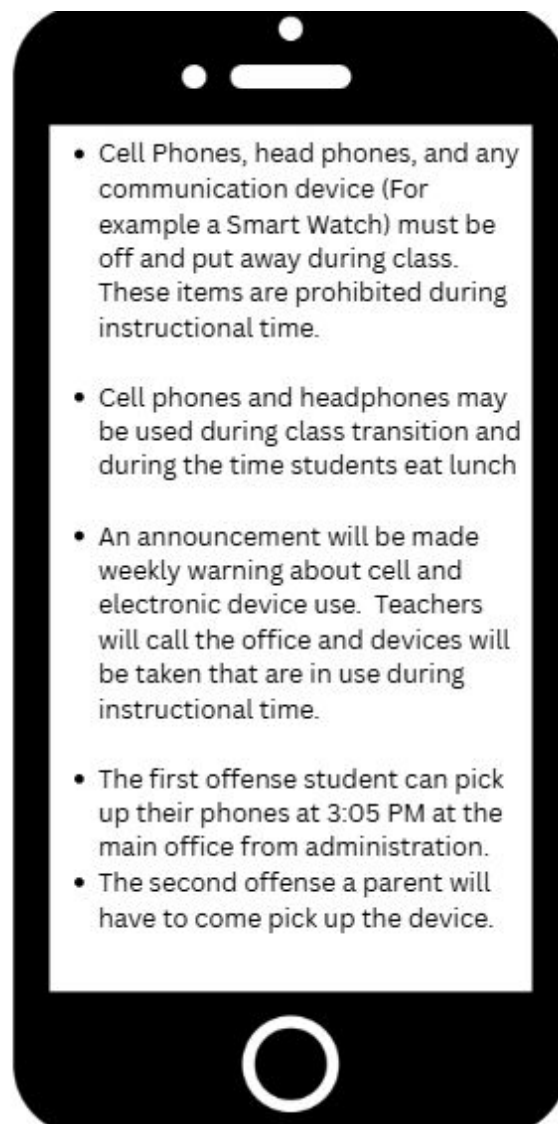 • Cell Phones, head phones, and any
communication device (For
example a Smart Watch) must be
off and put away during class.
These items are prohibited during
instructional time.
• Cell phones and headphones may
be used during class transition and
during the time students eat lunch
• An announcement will be made
weekly warning about cell and
electronic device use.  Teachers
will call the office and devices will
be taken that are in use during
instructional time.
• The first offense student can pick
up their phones at 3:05 PM at the
main office from administration.
• The second offense a parent will
have to come pick up the device.